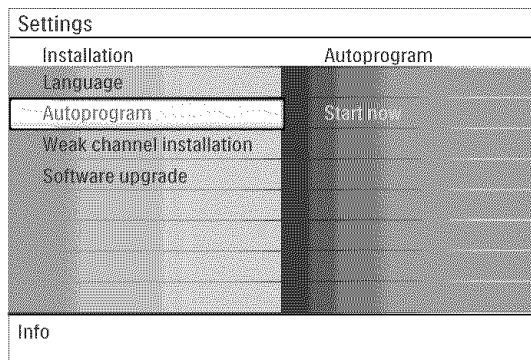 Settings
Installation
Autoprogram
Language
Autoprogram
Start now
Weak channel installation
Software upgrade
Info